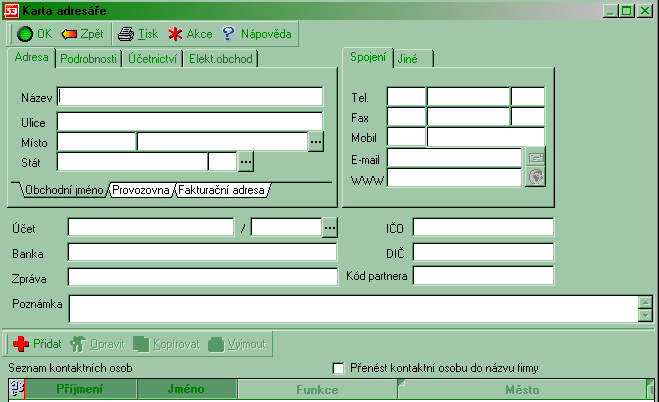 S3 Karta adresáře
OK Zpět Tisk Akce Nápověda
Adresa Podrobnosti Účetnictví Elekt.obchod
Spojení Jiné
Název
Ulice
Místo ...
Stát ...
Obchodní jméno Provozovna Fakturační adresa
Tel.
Fax
Mobil
E-mail
WWW
Účet / ...
Banka
Zpráva
IČO
DIČ
Kód partnera
Poznámka
Přidat Opravit Kopírovat Vyjmout
Seznam kontaktních osob Přenést kontaktní osobu do názvu firmy
Příjmení Jméno Funkce Město